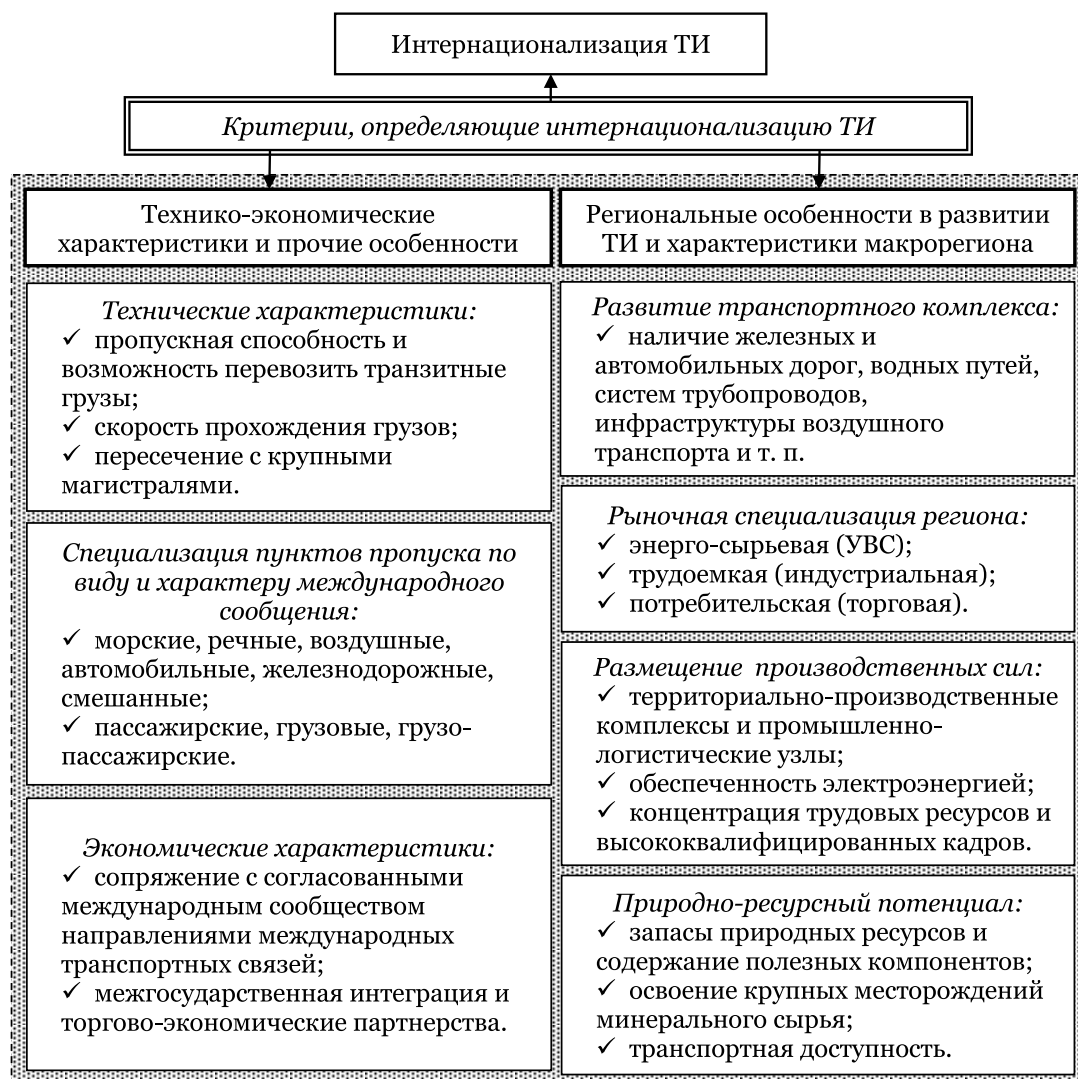 Интернационализация ТИ
Критерии, определяющие интернационализацию ТИ
Технико-экономические
характеристики и прочие особенности
Технические характеристики:
✓ пропускная способность и
возможность перевозить транзитные
грузы;
✓ скорость прохождения грузов;
✓ пересечение с крупными
магистралями.
Специализация пунктов пропуска по
виду и характеру международного
сообщения:
✓ морские, речные, воздушные,
автомобильные, железнодорожные,
смешанные;
✓ пассажирские, грузовые, грузо-
пассажирские.
Экономические характеристики:
✓ сопряжение с согласованными
международным сообществом
направлениями международных
транспортных связей;
✓ межгосударственная интеграция и
торгово-экономические партнерства.
Региональные особенности в развитии
ТИ и характеристики макрорегиона
Развитие транспортного комплекса:
✓ наличие железных и
автомобильных дорог, водных путей,
систем трубопроводов,
инфраструктуры воздушного
транспорта и т. п.
Рыночная специализация региона:
✓ энерго-сырьевая (УВС);
✓ трудоемкая (индустриальная);
✓ потребительская (торговая).
Размещение производственных сил:
✓ территориально-производственные
комплексы и промышленно-
логистические узлы;
✓ обеспеченность электроэнергией;
✓ концентрация трудовых ресурсов и
высококвалифицированных кадров.
Природно-ресурсный потенциал:
✓ запасы природных ресурсов и
содержание полезных компонентов;
✓ освоение крупных месторождений
минерального сырья;
✓ транспортная доступность.